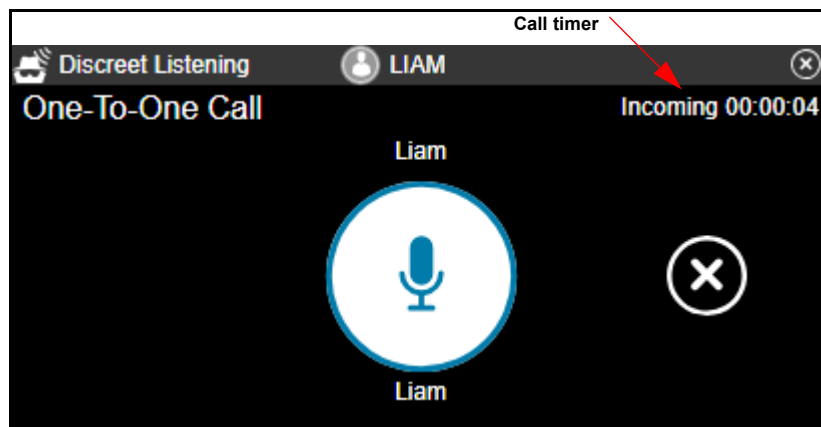 Call timer
Discreet Listening LIAM
One-To-One Call Incoming 00:00:04
Liam
Liam